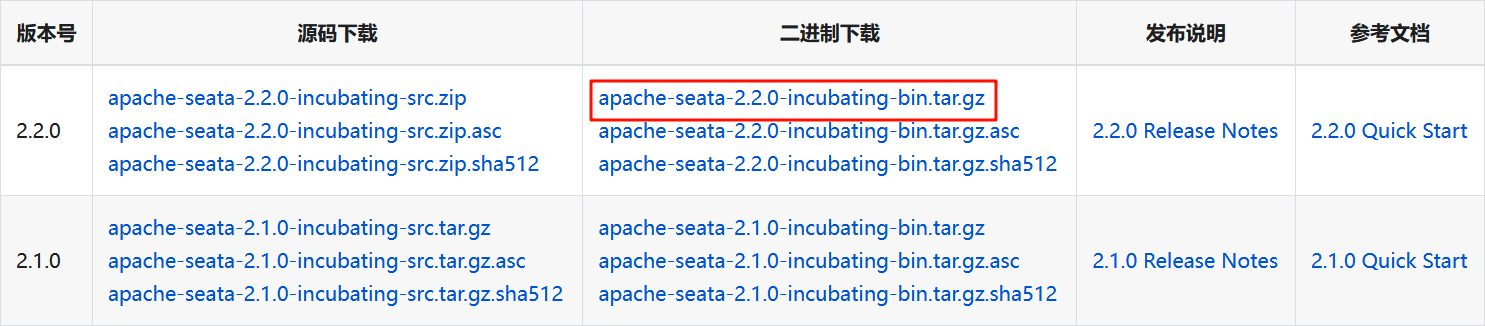 版本号 源码下载 二进制下载 发布说明 参考文档
apache-seata-2.2.0-incubating-src.zip apache-seata-2.2.0-incubating-bin.tar.gz
2.2.0 apache-seata-2.2.0-incubating-src.zip.asc apache-seata-2.2.0-incubating-bin.tar.gz.asc 2.2.0 Release Notes 2.2.0 Quick Start
apache-seata-2.2.0-incubating-src.zip.sha512 apache-seata-2.2.0-incubating-bin.tar.gz.sha512
apache-seata-2.1.0-incubating-src.tar.gz apache-seata-2.1.0-incubating-bin.tar.gz
2.1.0 apache-seata-2.1.0-incubating-src.tar.gz.asc apache-seata-2.1.0-incubating-bin.tar.gz.asc 2.1.0 Release Notes 2.1.0 Quick Start
apache-seata-2.1.0-incubating-src.tar.gz.sha512 apache-seata-2.1.0-incubating-bin.tar.gz.sha512